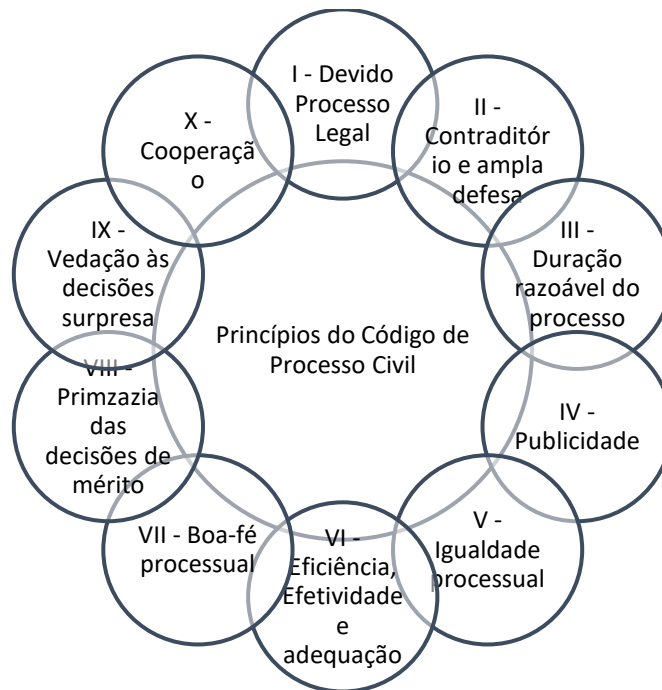 I - Devido
Processo
Legal
II -
Contraditór
io e ampla
defesa
III -
Duração
razoável do
processo
IV -
Publicidade
V -
Igualdade
processual
VI -
Eficiência,
Efetividade
e
adequação
VII - Boa-fé
processual
VIII -
Primzazia
das
decisões de
mérito
IX -
Vedação às
decisões
surpresa
X -
Cooperaçã
o
Princípios do Código de
Processo Civil